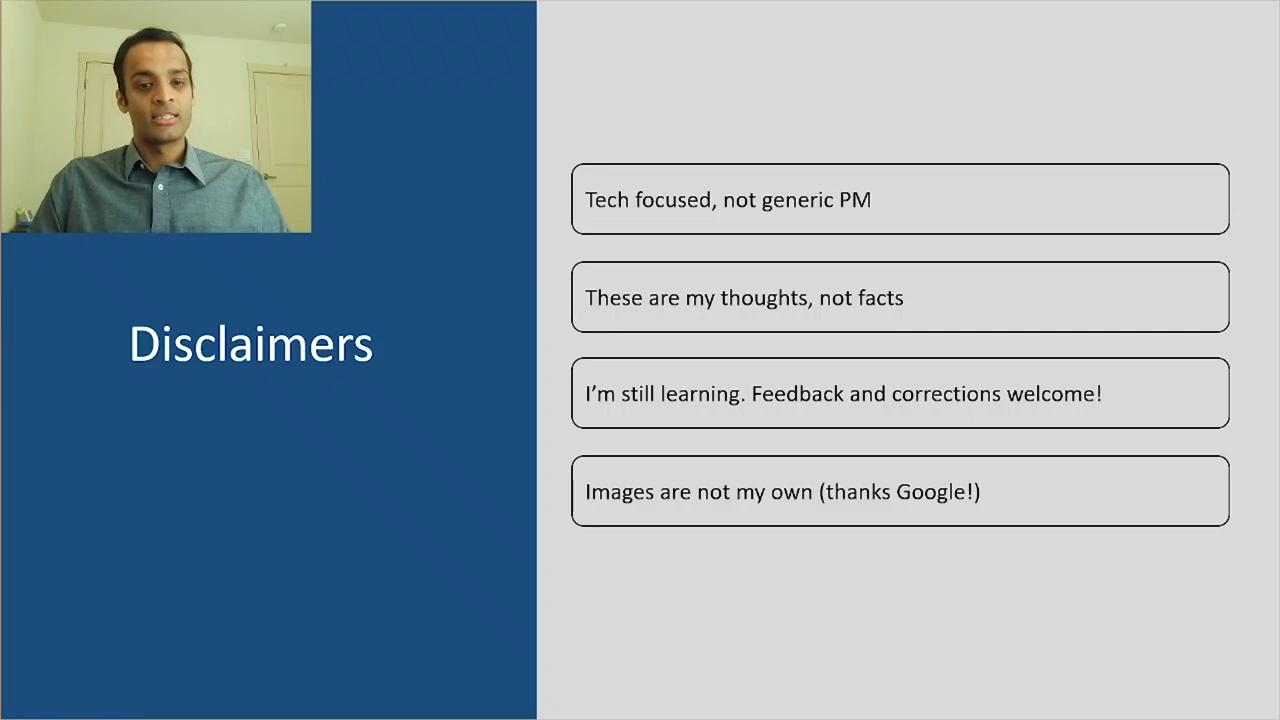 Disclaimers
Tech focused, not generic PM
These are my thoughts, not facts
I’m still learning. Feedback and corrections welcome!
Images are not my own (thanks Google!)